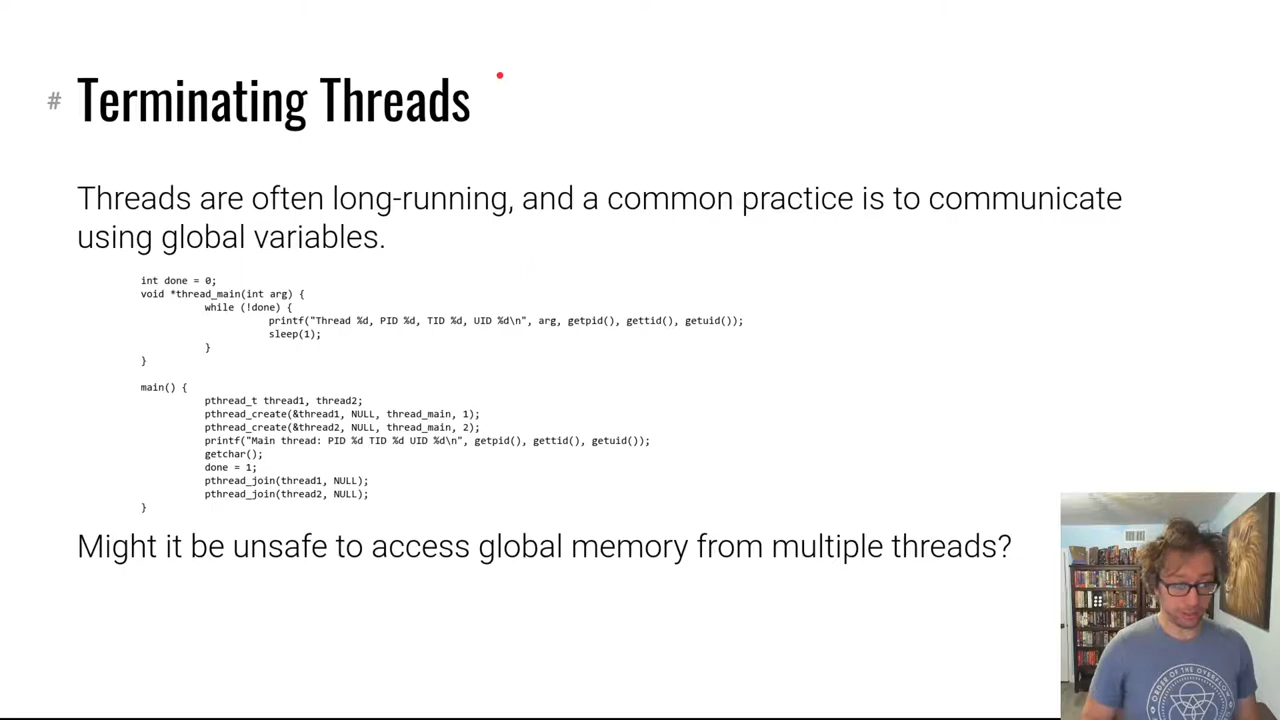 # Terminating Threads
Threads are often long-running, and a common practice is to communicate
using global variables.
int done = 0;
void *thread_main(int arg) {
while (!done) {
printf("Thread %d, PID %d, TID %d, UID %d\n", arg, getpid(), gettid(), getuid());
sleep(1);
}
}
main() {
pthread_t thread1, thread2;
pthread_create(&thread1, NULL, thread_main, 1);
pthread_create(&thread2, NULL, thread_main, 2);
printf("Main thread: PID %d TID %d UID %d\n", getpid(), gettid(), getuid());
getchar();
done = 1;
pthread_join(thread1, NULL);
pthread_join(thread2, NULL);
}
Might it be unsafe to access global memory from multiple threads?
ORDER OF THE OVERFLOW